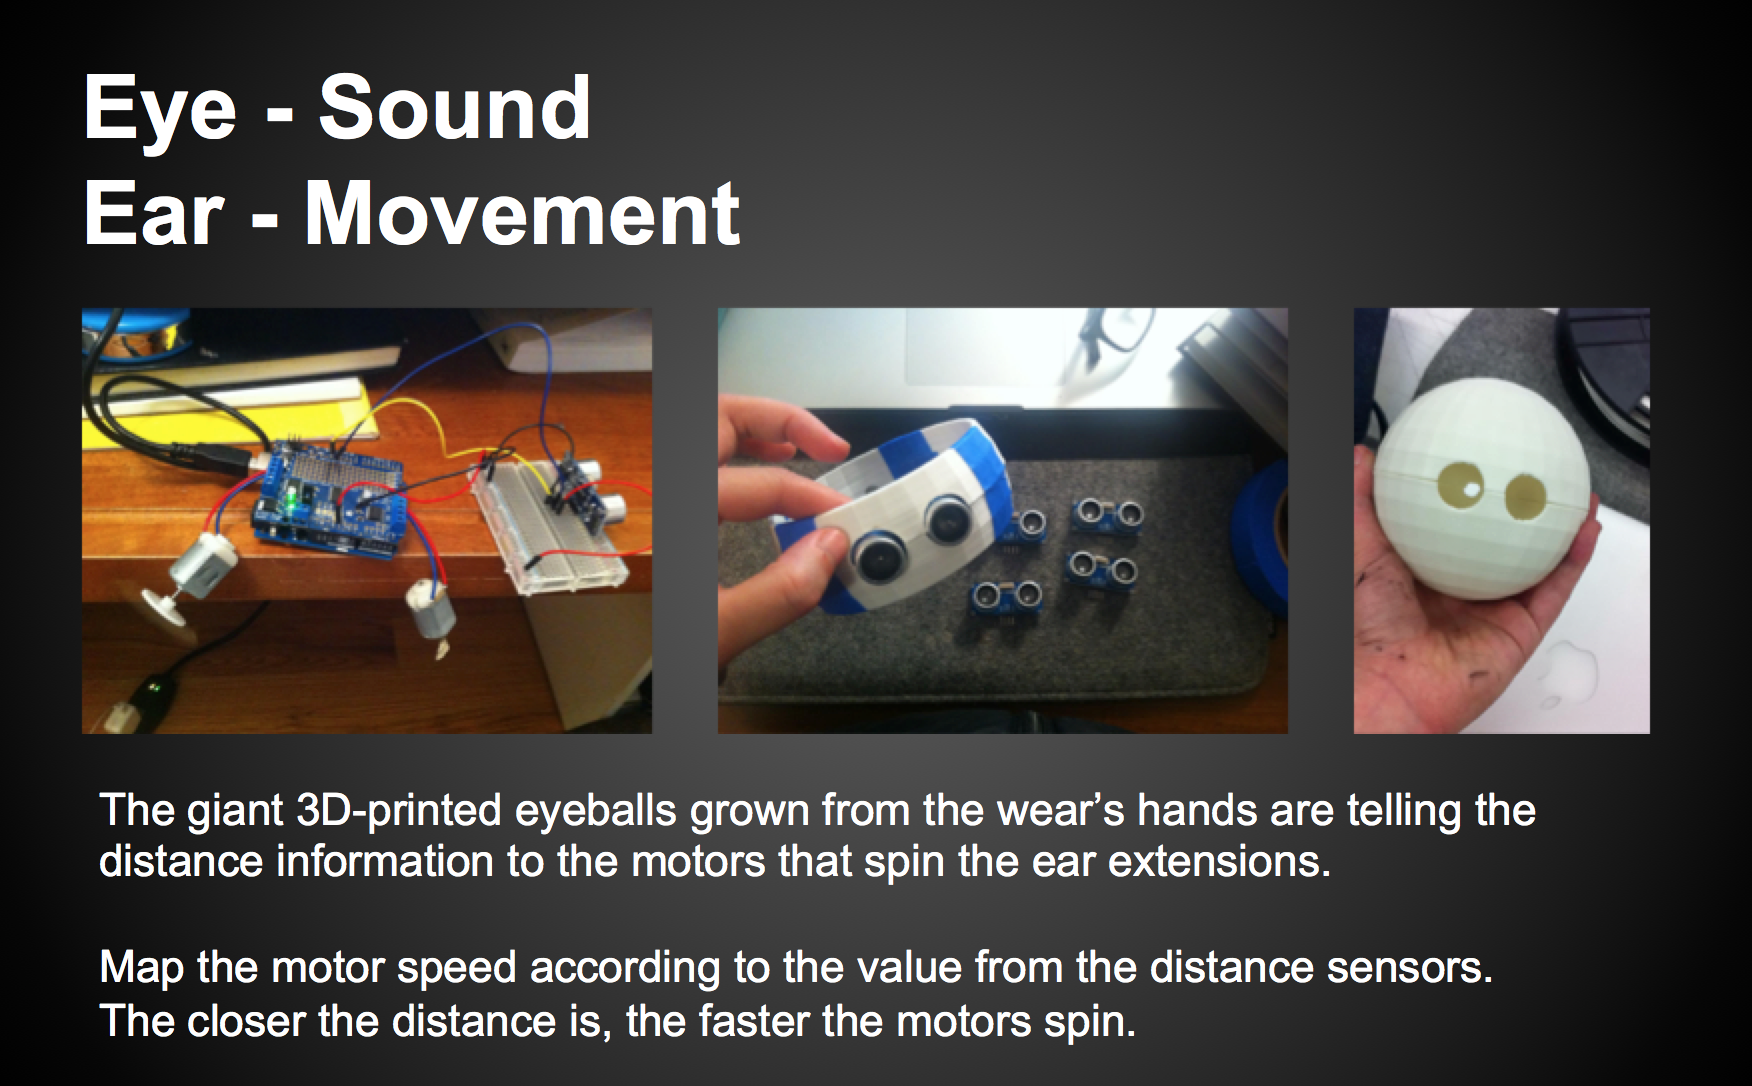 Eye - Sound
Ear - Movement
The giant 3D-printed eyeballs grown from the wear’s hands are telling the
distance information to the motors that spin the ear extensions.
Map the motor speed according to the value from the distance sensors.
The closer the distance is, the faster the motors spin.